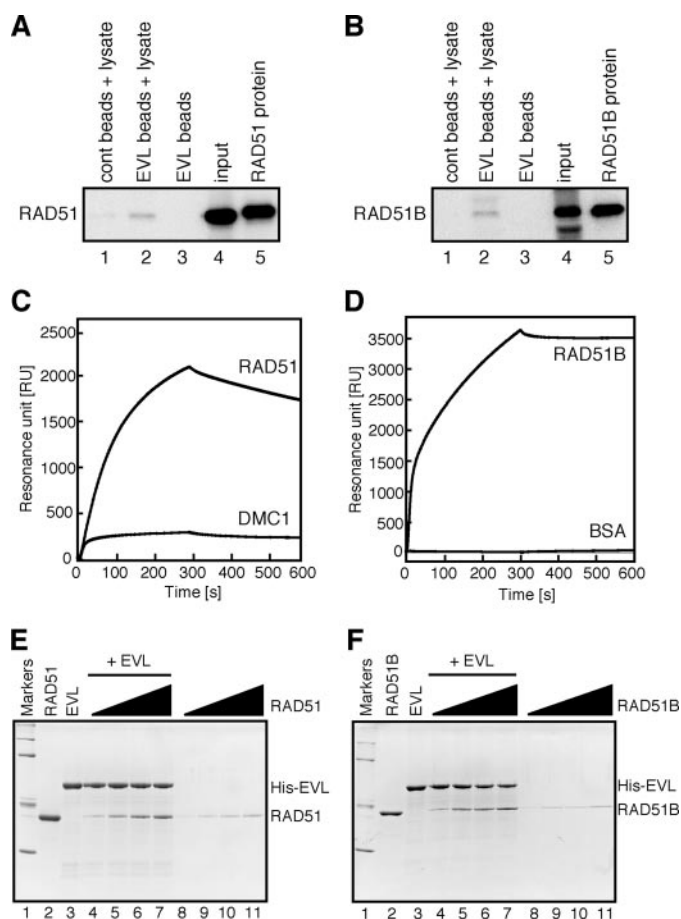 A
cont beads + lysate
EVL beads + lysate
EVL beads
input
RAD51 protein
RAD51
1 2 3 4 5
B
cont beads + lysate
EVL beads + lysate
EVL beads
input
RAD51B protein
RAD51B
1 2 3 4 5
C
Resonance unit [RU]
2500
2000
1500
1000
500
0
RAD51
DMC1
0 100 200 300 400 500 600
Time [s]
D
Resonance unit [RU]
3500
3000
2500
2000
1500
1000
500
0
RAD51B
BSA
0 100 200 300 400 500 600
Time [s]
E
Markers
RAD51
EVL
+ EVL
RAD51
His-EVL
RAD51
1 2 3 4 5 6 7 8 9 10 11
F
Markers
RAD51B
EVL
+ EVL
RAD51B
His-EVL
RAD51B
1 2 3 4 5 6 7 8 9 10 11